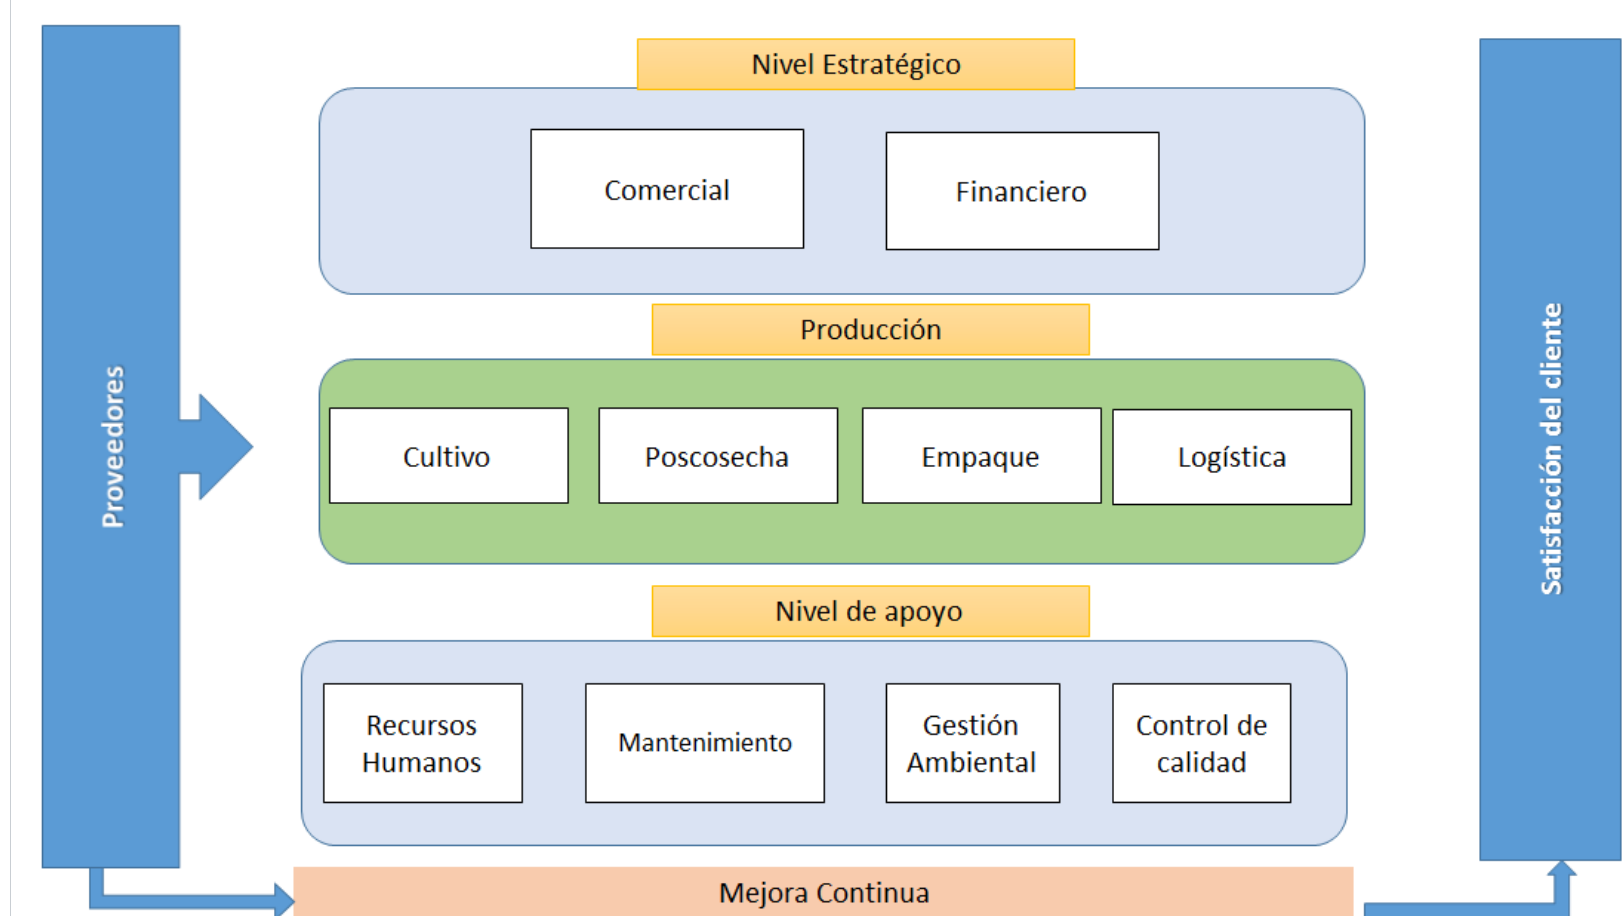 Proveedores
Nivel Estratégico
Comercial
Financiero
Producción
Cultivo
Poscosecha
Empaque
Logística
Nivel de apoyo
Recursos
Humanos
Mantenimiento
Gestión
Ambiental
Control de
calidad
Mejora Continua
Satisfacción del cliente